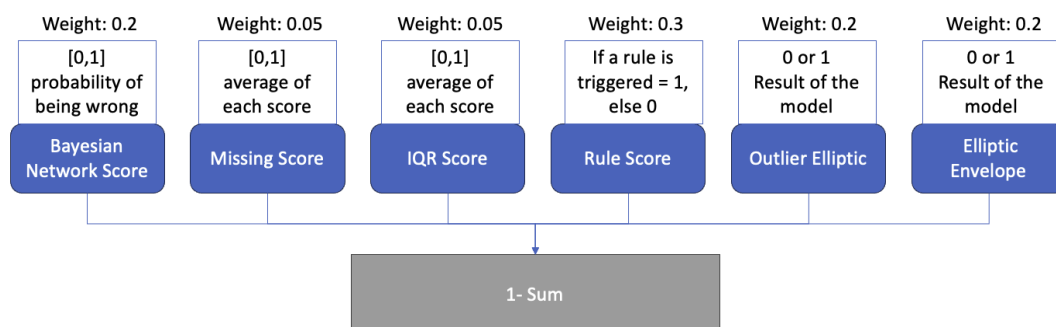 Weight: 0.2
Weight: 0.05
Weight: 0.05
Weight: 0.3
Weight: 0.2
Weight: 0.2
[0,1]
probability of
being wrong
[0,1]
average of
each score
[0,1]
average of
each score
If a rule is
triggered = 1,
else 0
0 or 1
Result of the
model
0 or 1
Result of the
model
Bayesian
Network Score
Missing Score
IQR Score
Rule Score
Outlier Elliptic
Elliptic
Envelope
1- Sum